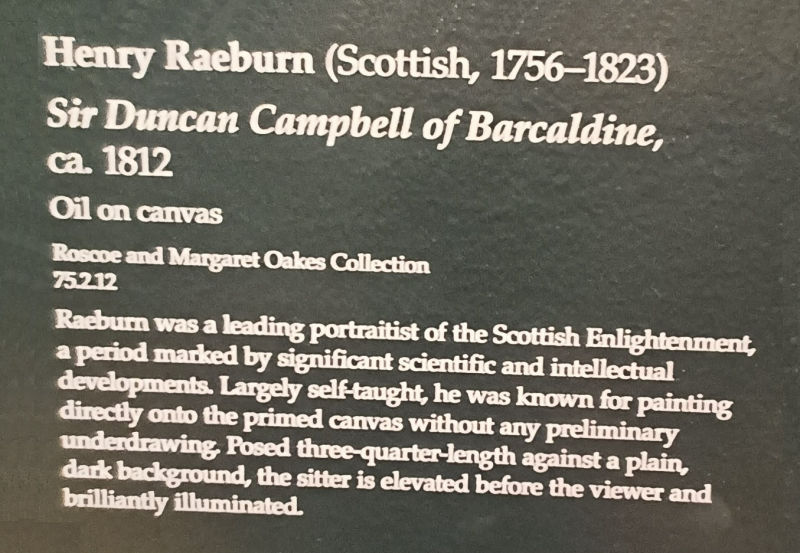 Henry Raeburn (Scottish, 1756–1823)
Sir Duncan Campbell of Barcaldine,
ca. 1812
Oil on canvas
Roscoe and Margaret Oakes Collection
75.2.12
Raeburn was a leading portraitist of the Scottish Enlightenment,
a period marked by significant scientific and intellectual
developments. Largely self-taught, he was known for painting
directly onto the primed canvas without any preliminary
underdrawing. Posed three-quarter-length against a plain,
dark background, the sitter is elevated before the viewer and
brilliantly illuminated.